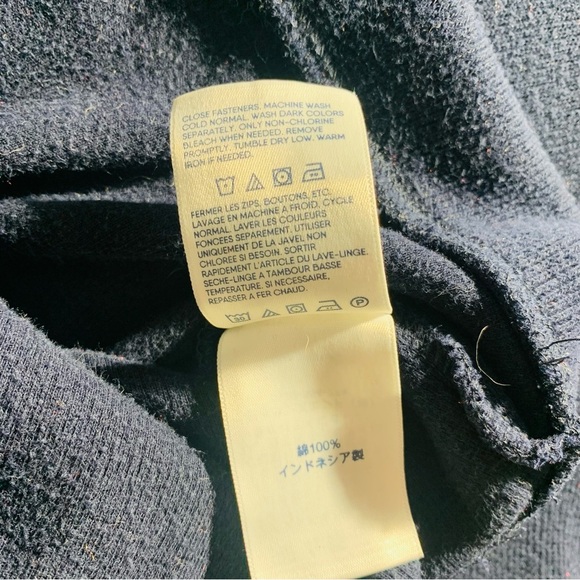 CLOSE FASTENERS. MACHINE WASH
COLD NORMAL. WASH DARK COLORS
SEPARATELY. ONLY NON-CHLORINE
BLEACH WHEN NEEDED. REMOVE
PROMPTLY. TUMBLE DRY LOW. WARM
IRON IF NEEDED.
FERMER LES ZIPS, BOUTONS, ETC.
LAVAGE EN MACHINE A FROID, CYCLE
NORMAL. LAVER LES COULEURS
FONCEES SEPAREMENT. UTILISER
UNIQUEMENT DE LA JAVEL NON
CHLOREE SI BESOIN. SORTIR
RAPIDEMENT L'ARTICLE DU LAVE-LINGE.
SECHE-LINGE A TAMBOUR BASSE
TEMPERATURE. SI NECESSAIRE,
REPASSER A FER CHAUD.
30
P
綿100%
インドネシア製